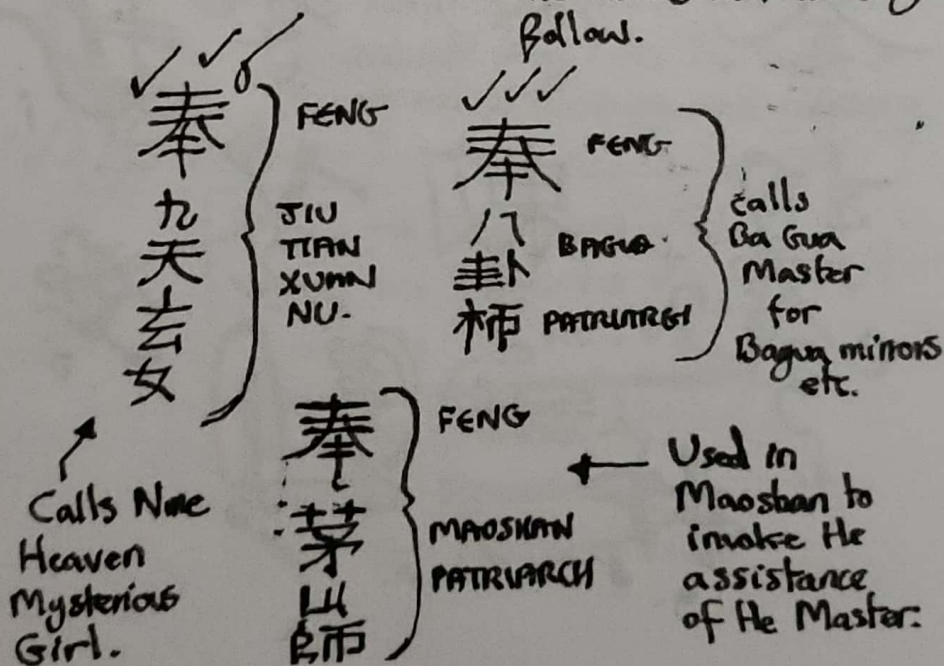 Follow.
奉
九
天
玄
女
FENG
JIU
TIAN
XUAN
NU.
Calls Nine
Heaven
Mysterious
Girl.
奉
八
卦
FENG
BAGUA.
Calls
Ba Gua
Master
for
Bagua mirrors
etc.
奉
茅
山
師
FENG
MAOSHAN
PATRIARCH
Used in
Maoshan to
invoke the
assistance
of the Master.